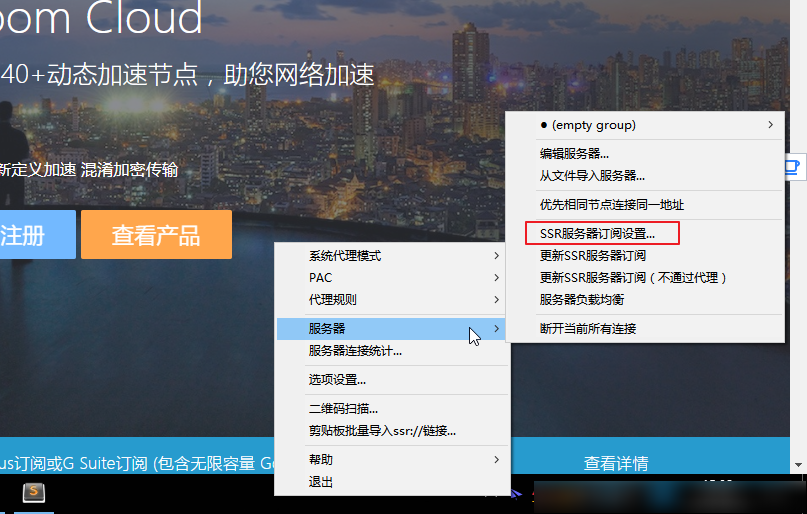 oom Cloud
40+动态加速节点，助您网络加速
新定义加速 混淆加密传输
注册
查看产品
● (empty group)
编辑服务器...
从文件导入服务器...
优先相同节点连接同一地址
SSR服务器订阅设置...
更新SSR服务器订阅
更新SSR服务器订阅（不通过代理）
服务器负载均衡
断开当前所有连接
系统代理模式
PAC
代理规则
服务器
服务器连接统计...
选项设置...
二维码扫描...
剪贴板批量导入ssr://链接...
帮助
退出
us订阅或G Suite订阅 (包含无限容量 G
查看详情
S